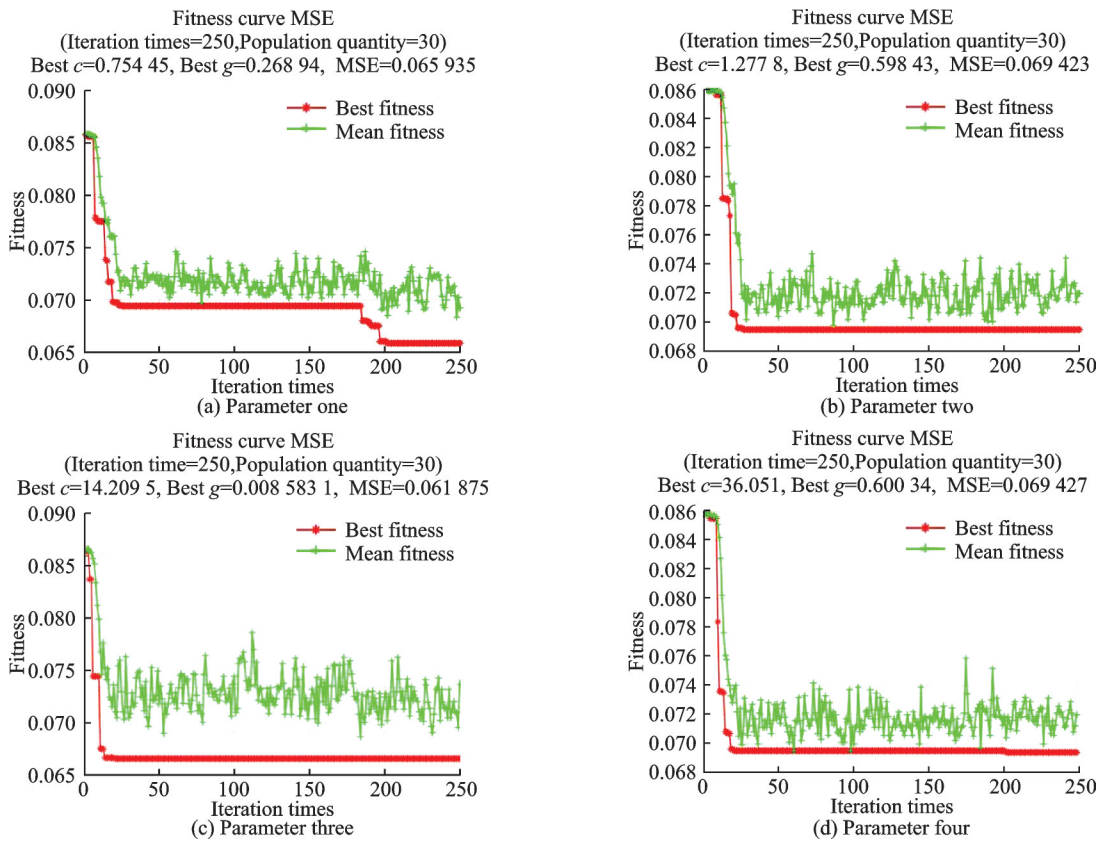 Fitness curve MSE
(Iteration times=250,Population quantity=30)
Best c=0.754 45, Best g=0.268 94, MSE=0.065 935
0.090
0.085
0.080
0.075
0.070
0.065
Fitness
Best fitness
Mean fitness
0 50 100 150 200 250
Iteration times
(a) Parameter one
Fitness curve MSE
(Iteration times=250,Population quantity=30)
Best c=1.277 8, Best g=0.598 43, MSE=0.069 423
0.086
0.084
0.082
0.080
0.078
0.076
0.074
0.072
0.070
0.068
Fitness
Best fitness
Mean fitness
0 50 100 150 200 250
Iteration times
(b) Parameter two
Fitness curve MSE
(Iteration time=250,Population quantity=30)
Best c=14.209 5, Best g=0.008 583 1, MSE=0.061 875
0.090
0.085
0.080
0.075
0.070
0.065
Fitness
Best fitness
Mean fitness
0 50 100 150 200 250
Iteration times
(c) Parameter three
Fitness curve MSE
(Iteration time=250,Population quantity=30)
Best c=36.051, Best g=0.600 34, MSE=0.069 427
0.086
0.084
0.082
0.080
0.078
0.076
0.074
0.072
0.070
0.068
Fitness
Best fitness
Mean fitness
0 50 100 150 200 250
Iteration times
(d) Parameter four